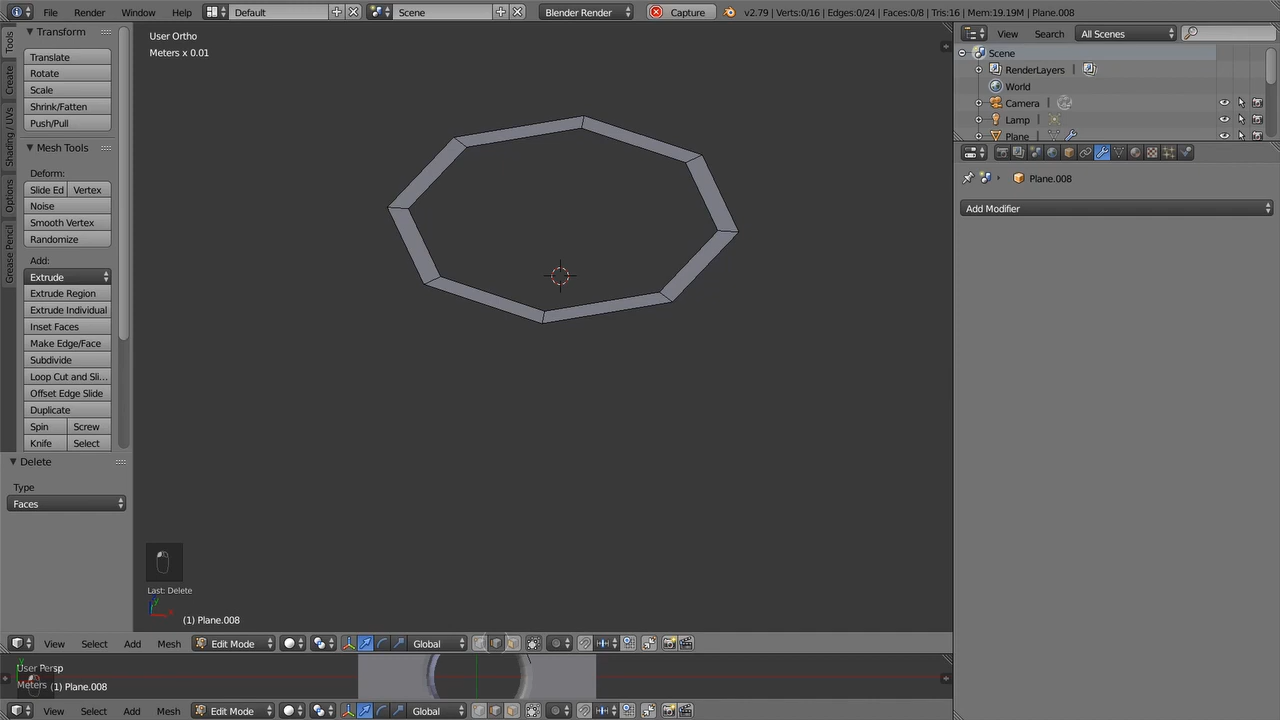 File Render Window Help Default Scene Blender Render Capture v2.79 | Verts:0/16 | Edges:0/24 | Faces:0/8 | Tris:16 | Mem:19.19M | Plane.008
Tools
Create
Shading / UVs
Options
Grease Pencil
Transform
Translate
Rotate
Scale
Shrink/Fatten
Push/Pull
Mesh Tools
Deform:
Slide Ed Vertex
Noise
Smooth Vertex
Randomize
Add:
Extrude
Extrude Region
Extrude Individual
Inset Faces
Make Edge/Face
Subdivide
Loop Cut and Sli...
Offset Edge Slide
Duplicate
Spin Screw
Knife Select
Delete
Type
Faces
User Ortho
Meters x 0.01
Last: Delete
(1) Plane.008
View Select Add Mesh Edit Mode Global
User Persp
Meters (1) Plane.008
View Select Add Mesh Edit Mode Global
View Search All Scenes
Scene
RenderLayers
World
Camera
Lamp
Plane
Plane.008
Add Modifier